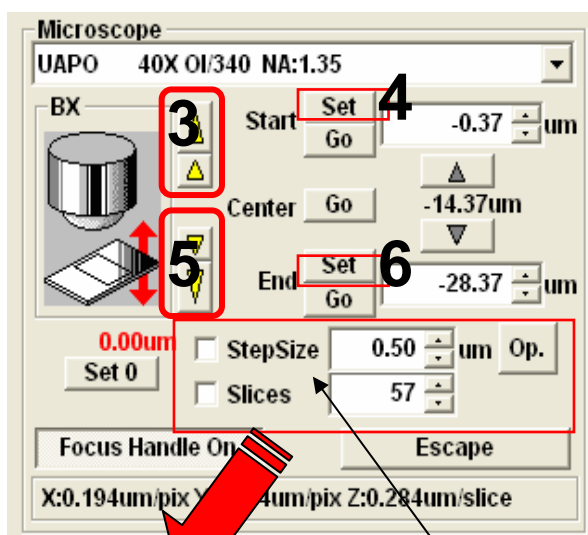 Microscope
UAPO 40X OI/340 NA:1.35
BX
3
Start Set 4 -0.37 um
Go
Center Go -14.37um
5
End Set 6 -28.37 um
Go
0.00um
Set 0
StepSize 0.50 um Op.
Slices 57
Focus Handle On Escape
X:0.194um/pix Y 4um/pix Z:0.284um/slice